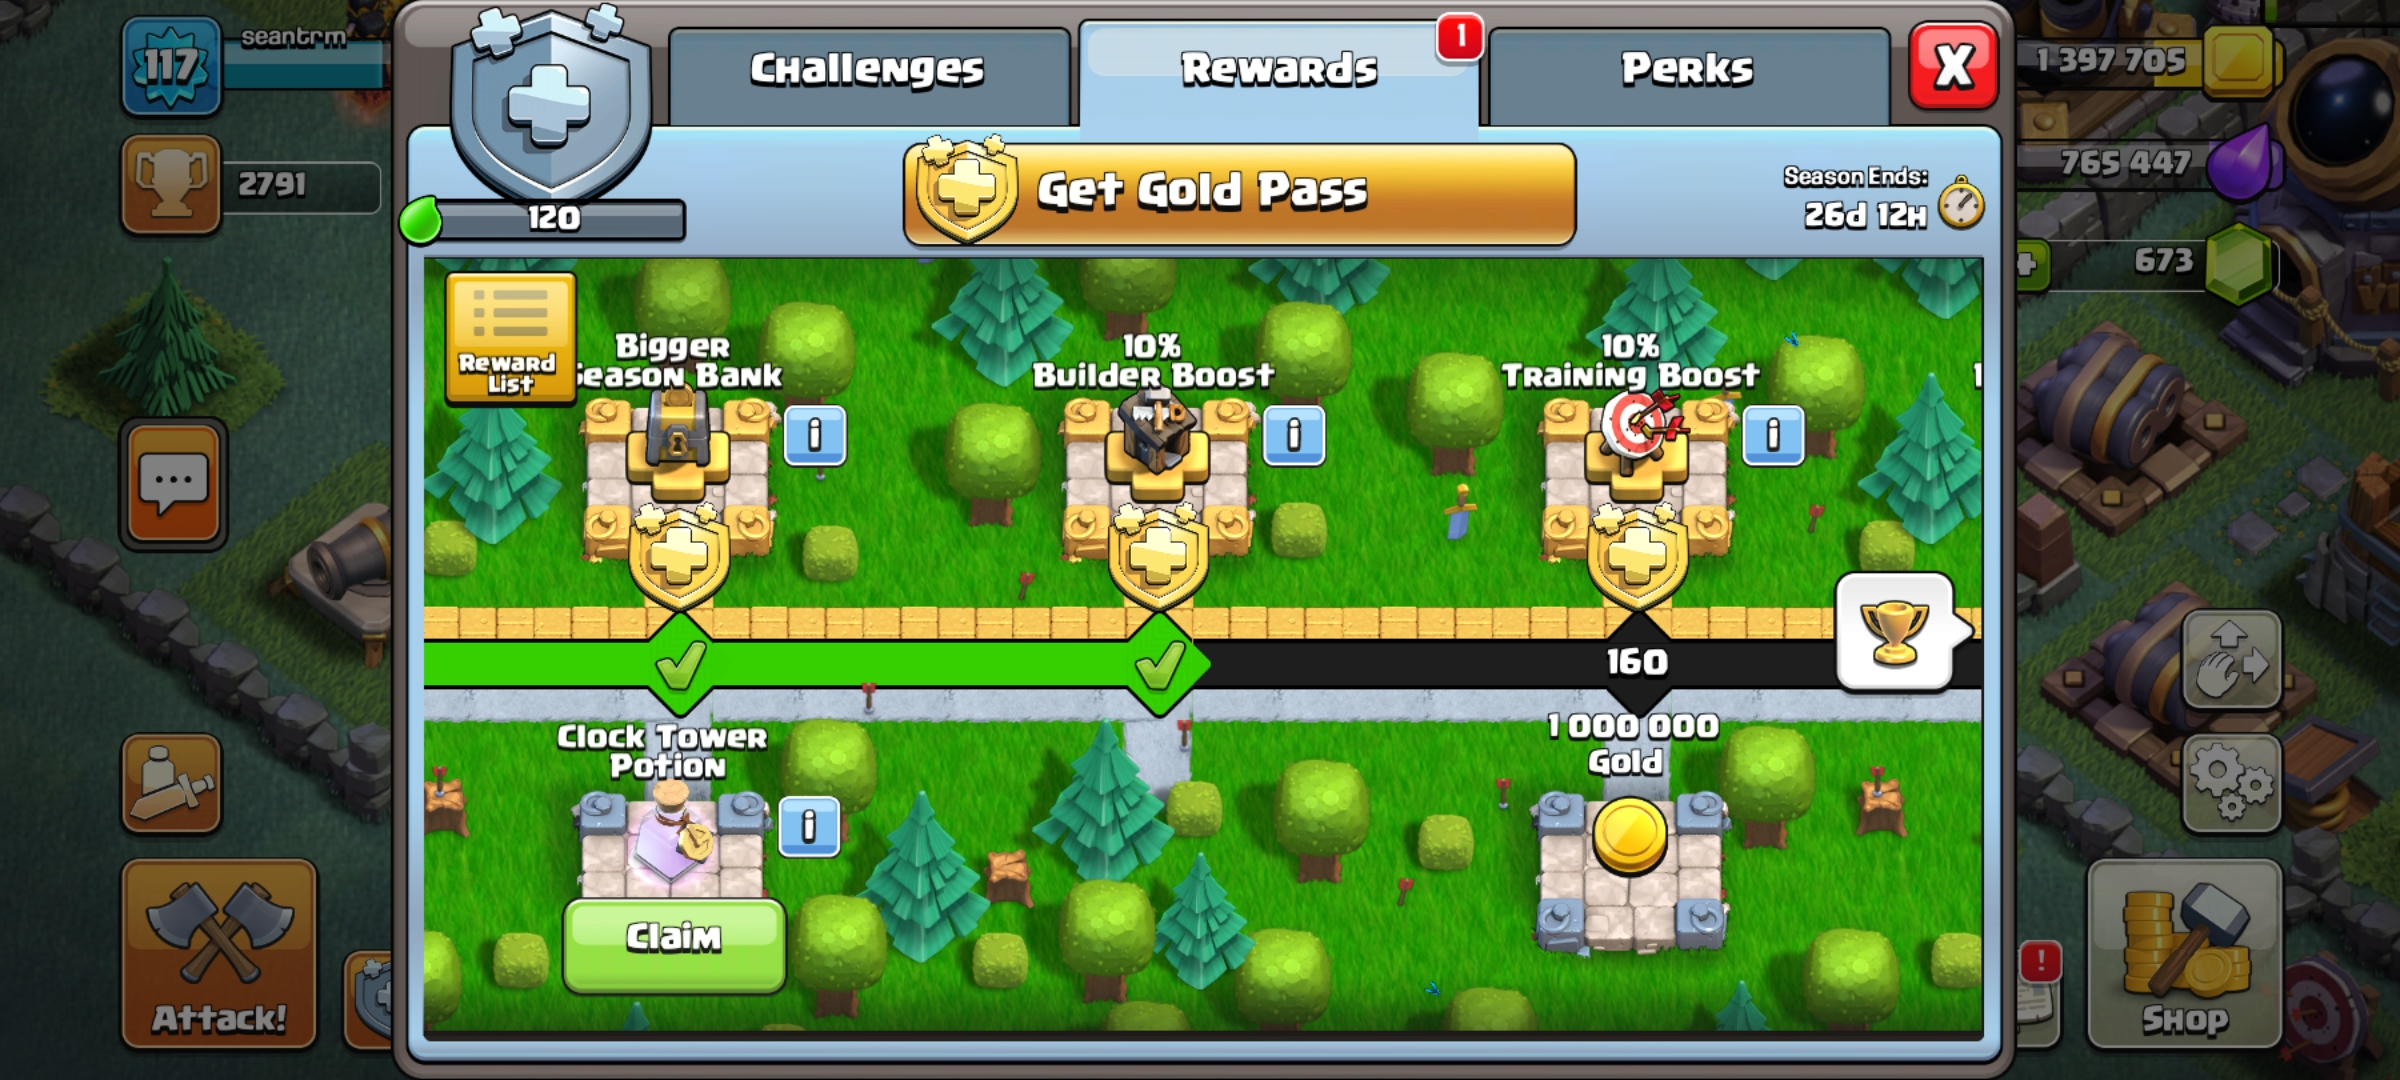 117
seantrm
2791
Challenges
Rewards
1
Perks
X
1 397 705
765 447
673
120
Get Gold Pass
Season Ends:
26d 12h
Reward
List
Bigger
Season Bank
10%
Builder Boost
10%
Training Boost
160
Clock Tower
Potion
1 000 000
Gold
Claim
Attack!
!
Shop